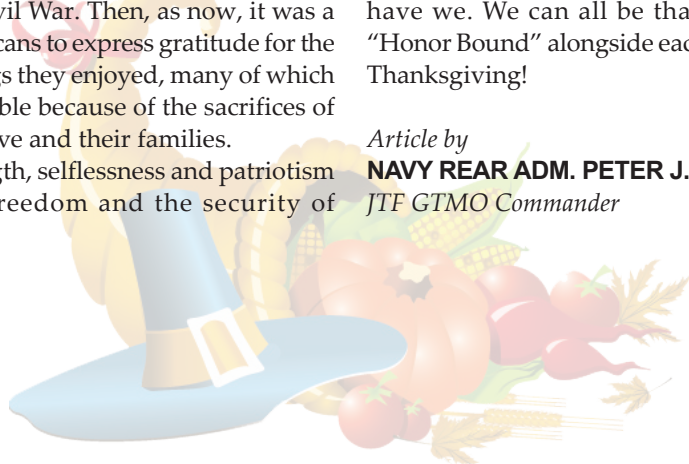 vil War. Then, as now, it was a
cans to express gratitude for the
gs they enjoyed, many of which
ble because of the sacrifices of
ve and their families.
gth, selflessness and patriotism
reedom and the security of
have we. We can all be tha
“Honor Bound” alongside eac
Thanksgiving!
Article by
NAVY REAR ADM. PETER J.
JTF GTMO Commander